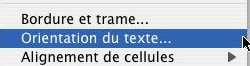 Bordure et trame...
Orientation du texte...
Alignement de cellules